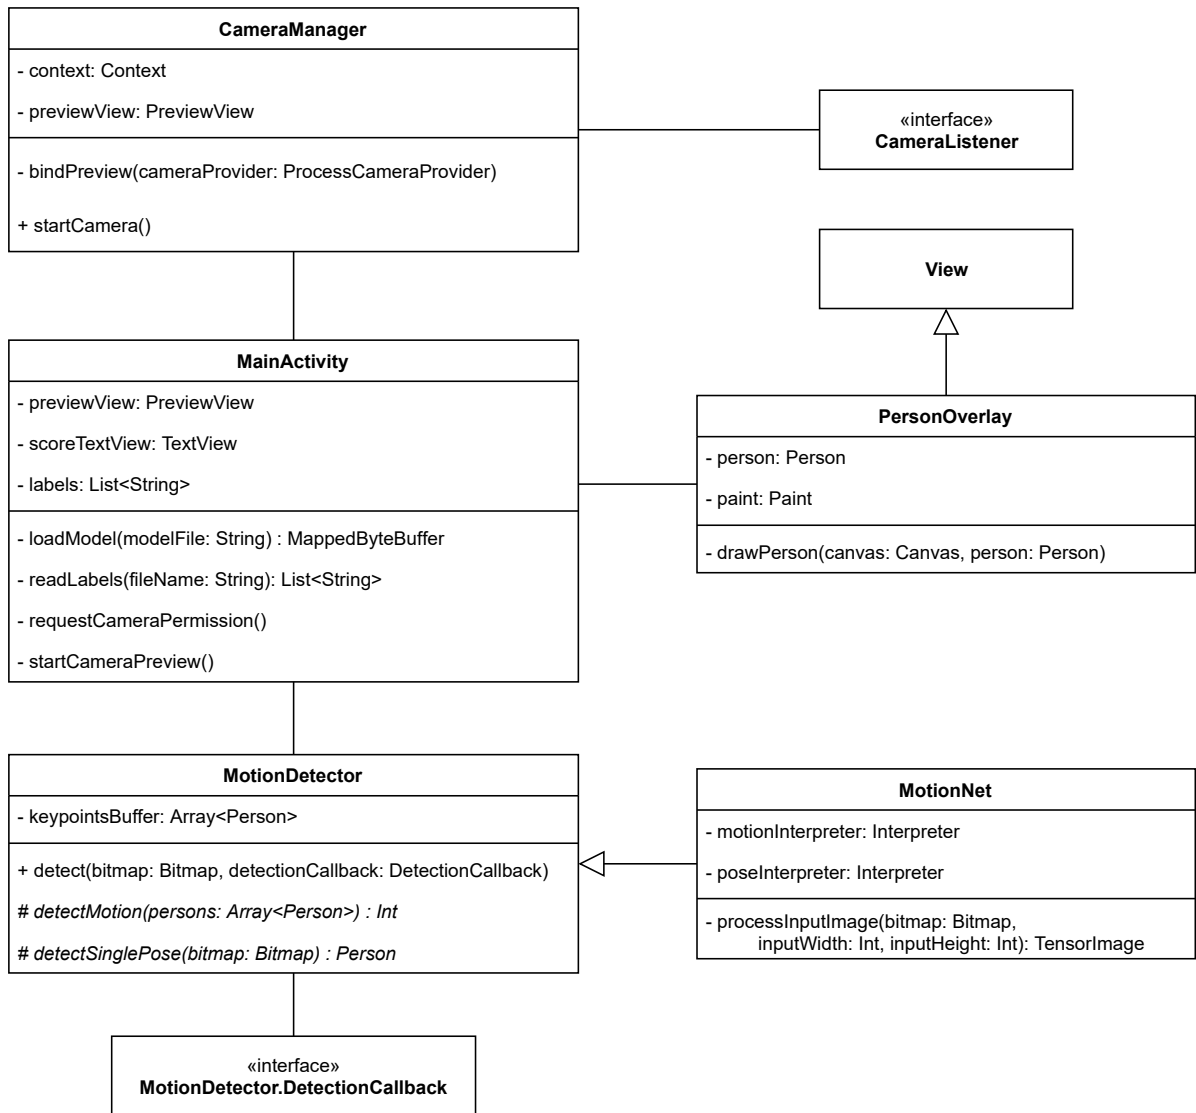 CameraManager
- context: Context
- previewView: PreviewView
- bindPreview(cameraProvider: ProcessCameraProvider)
+ startCamera()
«interface»
CameraListener
View
MainActivity
- previewView: PreviewView
- scoreTextView: TextView
- labels: List<String>
- loadModel(modelFile: String) : MappedByteBuffer
- readLabels(fileName: String): List<String>
- requestCameraPermission()
- startCameraPreview()
PersonOverlay
- person: Person
- paint: Paint
- drawPerson(canvas: Canvas, person: Person)
MotionDetector
- keypointsBuffer: Array<Person>
+ detect(bitmap: Bitmap, detectionCallback: DetectionCallback)
# detectMotion(persons: Array<Person>) : Int
# detectSinglePose(bitmap: Bitmap) : Person
MotionNet
- motionInterpreter: Interpreter
- poseInterpreter: Interpreter
- processInputImage(bitmap: Bitmap,
inputWidth: Int, inputHeight: Int): TensorImage
«interface»
MotionDetector.DetectionCallback